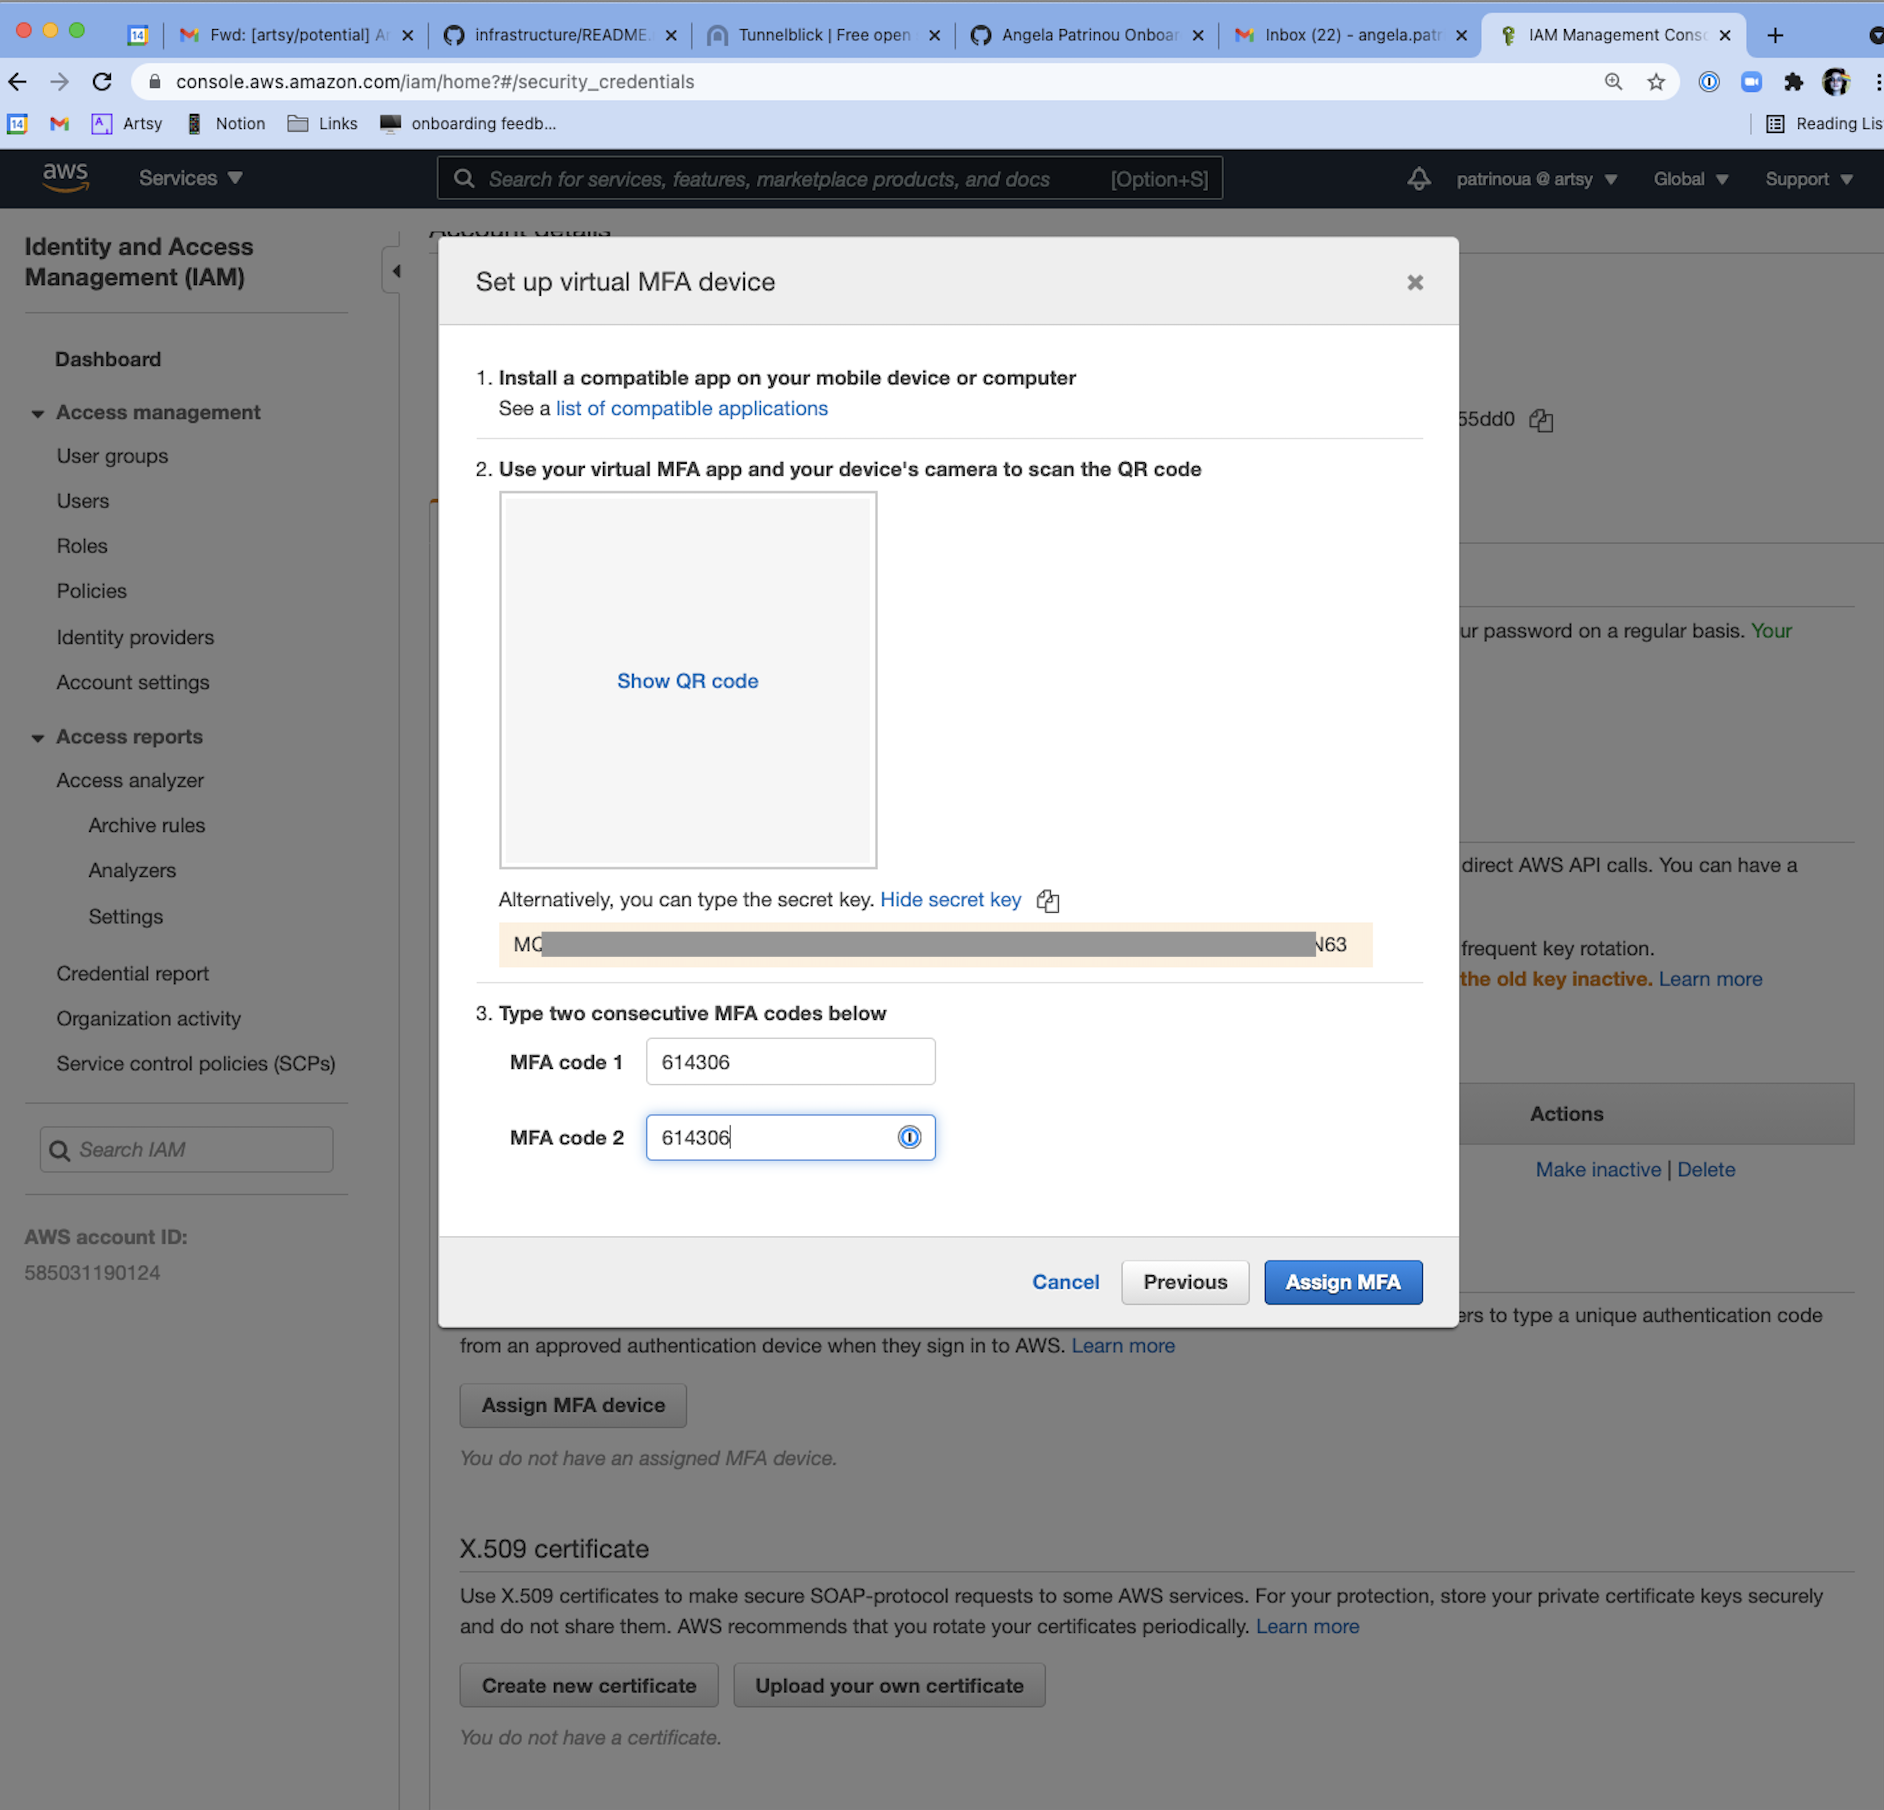 14
Fwd: [artsy/potential] A
infrastructure/README.
Tunnelblick | Free open
Angela Patrinou Onboar
Inbox (22) - angela.patr
IAM Management Conso
console.aws.amazon.com/iam/home?#/security_credentials
14
Artsy
Notion
Links
onboarding feedb...
Reading Lis
aws
Services
Search for services, features, marketplace products, and docs
[Option+S]
patrinoua @ artsy
Global
Support
Identity and Access
Management (IAM)
Dashboard
Access management
User groups
Users
Roles
Policies
Identity providers
Account settings
Access reports
Access analyzer
Archive rules
Analyzers
Settings
Credential report
Organization activity
Service control policies (SCPs)
Search IAM
AWS account ID:
585031190124
Account details
Set up virtual MFA device
1. Install a compatible app on your mobile device or computer
See a list of compatible applications
2. Use your virtual MFA app and your device's camera to scan the QR code
Show QR code
Alternatively, you can type the secret key. Hide secret key
MQ
N63
3. Type two consecutive MFA codes below
MFA code 1
614306
MFA code 2
614306
Cancel
Previous
Assign MFA
55dd0
ur password on a regular basis. Your
direct AWS API calls. You can have a
frequent key rotation.
the old key inactive. Learn more
Actions
Make inactive | Delete
ers to type a unique authentication code
from an approved authentication device when they sign in to AWS. Learn more
Assign MFA device
You do not have an assigned MFA device.
X.509 certificate
Use X.509 certificates to make secure SOAP-protocol requests to some AWS services. For your protection, store your private certificate keys securely
and do not share them. AWS recommends that you rotate your certificates periodically. Learn more
Create new certificate
Upload your own certificate
You do not have a certificate.